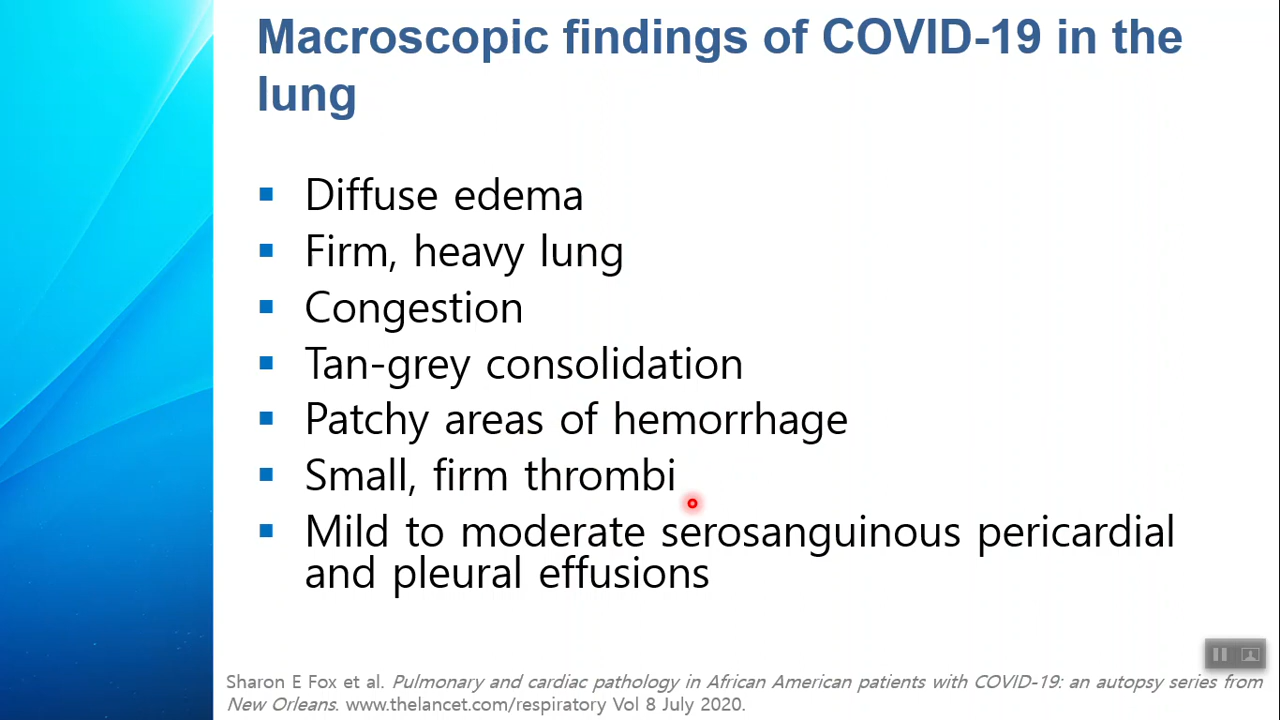 Macroscopic findings of COVID-19 in the
lung
Diffuse edema
Firm, heavy lung
Congestion
Tan-grey consolidation
Patchy areas of hemorrhage
Small, firm thrombi
Mild to moderate serosanguinous pericardial
and pleural effusions
Sharon E Fox et al. Pulmonary and cardiac pathology in African American patients with COVID-19: an autopsy series from
New Orleans. www.thelancet.com/respiratory Vol 8 July 2020.